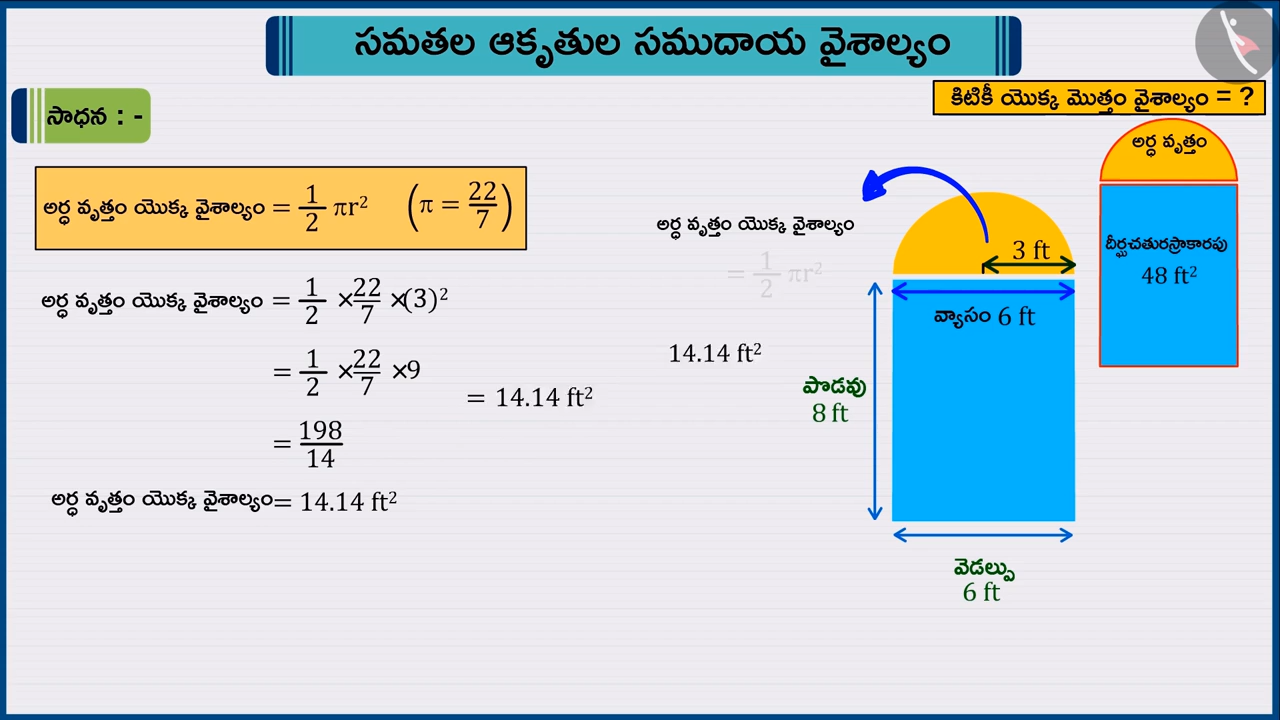 సమతల ఆకృతుల సముదాయ వైశాల్యం
సాధన : -
కిటికీ యొక్క మొత్తం వైశాల్యం = ?
అర్ధ వృత్తం
దీర్ఘచతురస్రాకారపు
48 ft²
అర్ధ వృత్తం యొక్క వైశాల్యం = 1/2 πr² (π = 22/7)
అర్ధ వృత్తం యొక్క వైశాల్యం = 1/2 × 22/7 × (3)²
= 1/2 × 22/7 × 9
= 14.14 ft²
= 198/14
అర్ధ వృత్తం యొక్క వైశాల్యం = 14.14 ft²
అర్ధ వృత్తం యొక్క వైశాల్యం
= 1/2 πr²
14.14 ft²
3 ft
వ్యాసం 6 ft
పొడవు
8 ft
వెడల్పు
6 ft